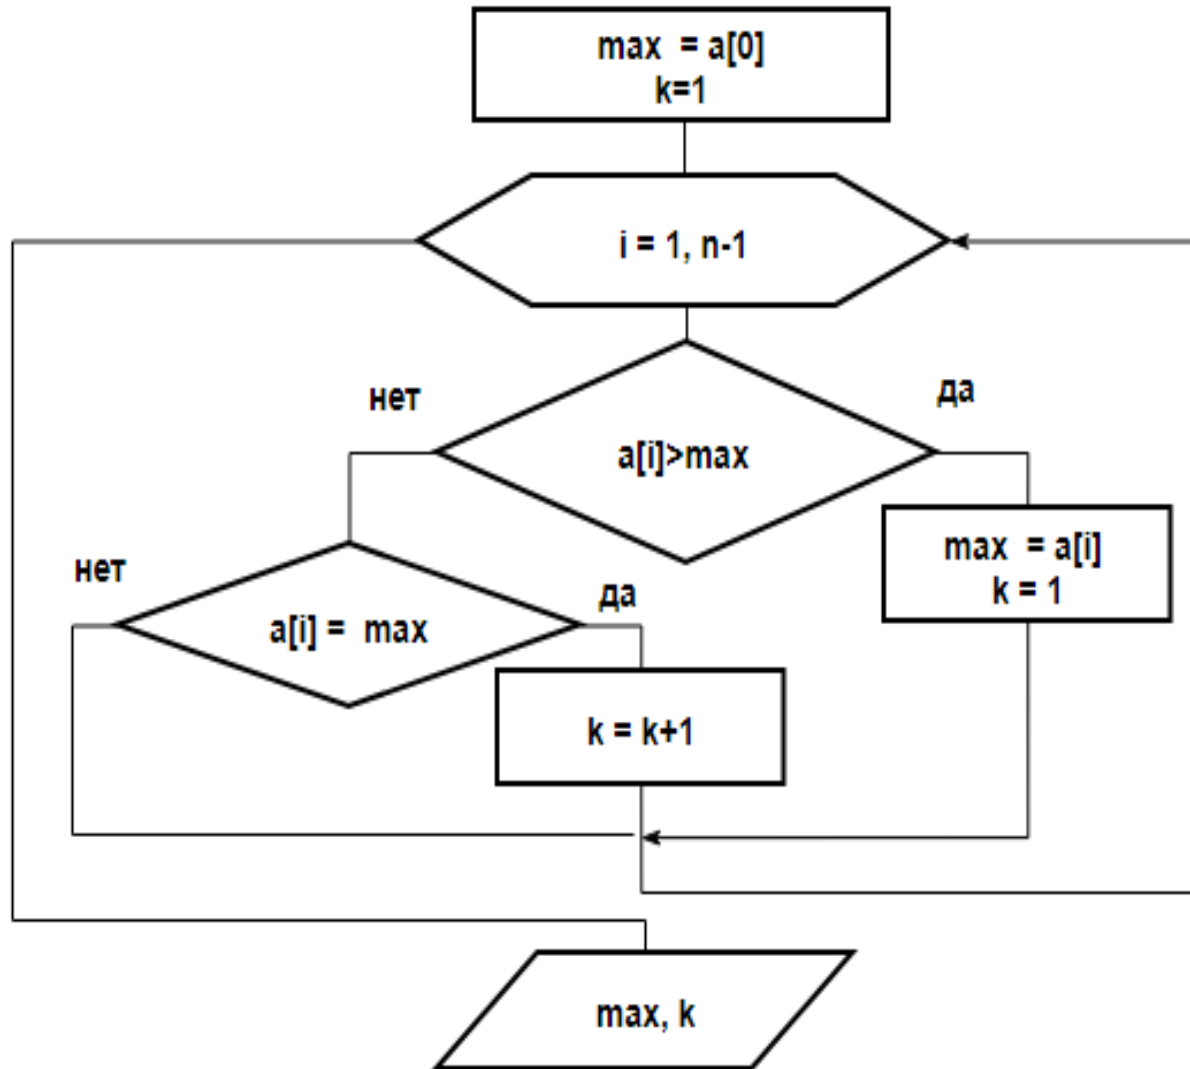 max = a[0]
k=1
i = 1, n-1
нет
да
a[i]>max
max = a[i]
k = 1
нет
да
a[i] = max
k = k+1
max, k